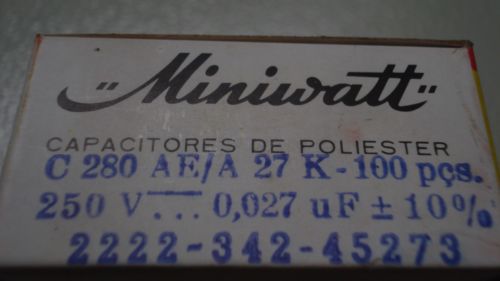 "Miniwatt"
CAPACITORES DE POLIESTER
C 280 AE/A 27 K - 100 pçs.
250 V ⎓ 0,027 uF ± 10%
2222-342-45273